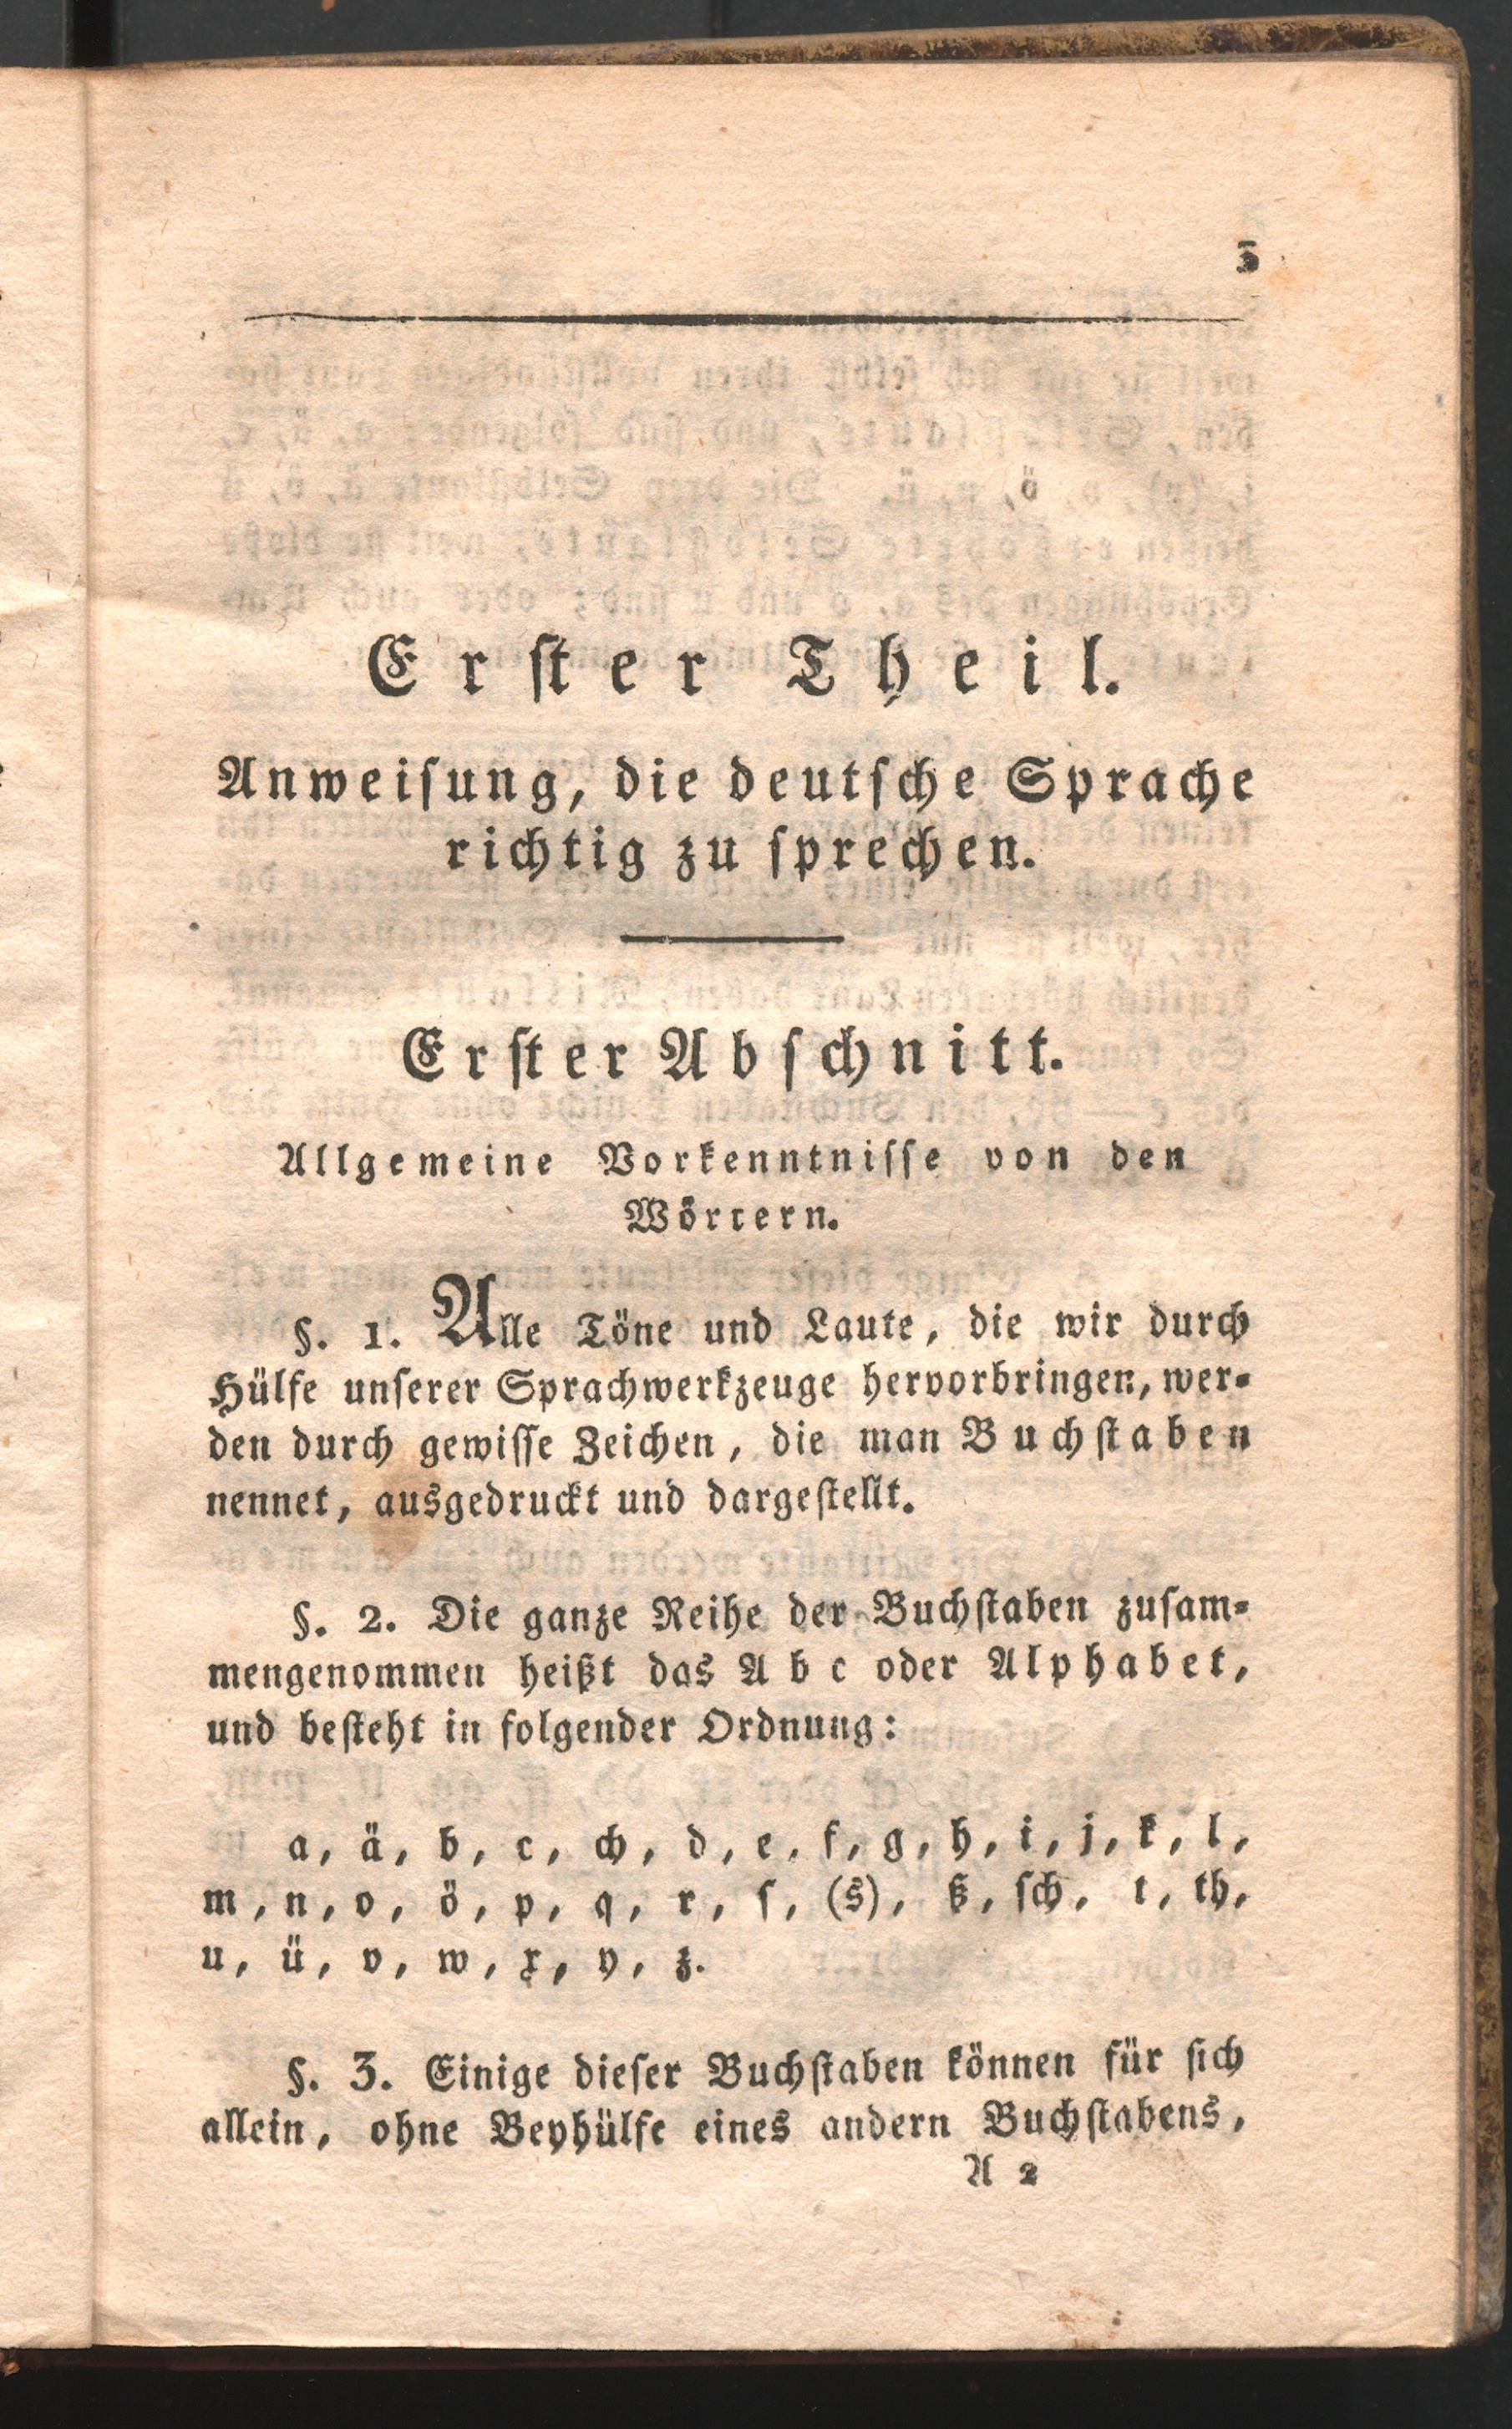 3
Erſter Theil.
Anweiſung, die deutſche Sprache
richtig zu ſprechen.
Erſter Abſchnitt.
Allgemeine Vorkenntniſſe von den
Wörtern.
§. 1. Alle Töne und Laute, die wir durch
Hülfe unſerer Sprachwerkzeuge hervorbringen, wer⸗
den durch gewiſſe Zeichen, die man Buchſtaben
nennet, ausgedruckt und dargeſtellt.
§. 2. Die ganze Reihe der Buchſtaben zuſam⸗
mengenommen heißt das Abc oder Alphabet,
und beſteht in folgender Ordnung:
a, ä, b, c, ch, d, e, f, g, h, i, j, k, l,
m, n, o, ö, p, q, r, ſ, (s), ß, ſch, t, th,
u, ü, v, w, x, y, z.
§. 3. Einige dieſer Buchſtaben können für ſich
allein, ohne Beyhülfe eines andern Buchſtabens,
A 2